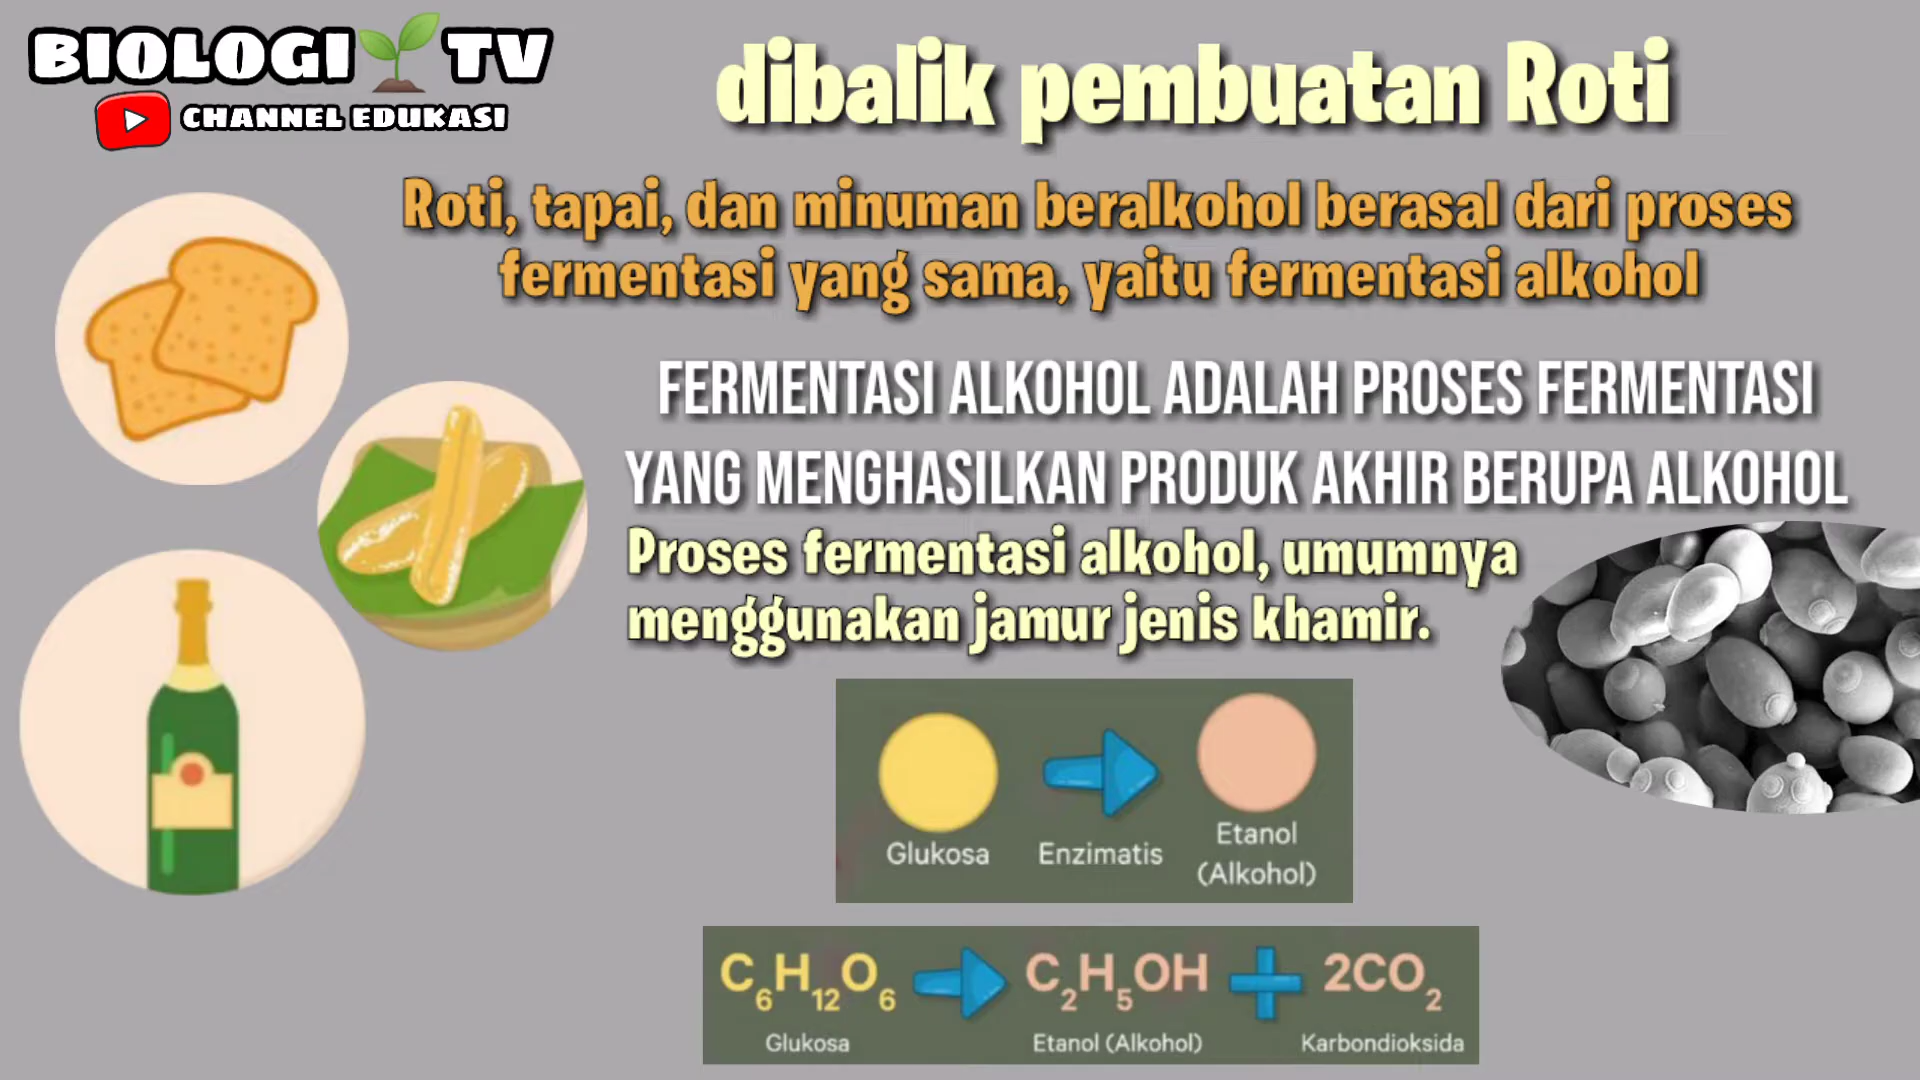 BIOLOGI TV
CHANNEL EDUKASI
dibalik pembuatan Roti
Roti, tapai, dan minuman beralkohol berasal dari proses
fermentasi yang sama, yaitu fermentasi alkohol
FERMENTASI ALKOHOL ADALAH PROSES FERMENTASI
YANG MENGHASILKAN PRODUK AKHIR BERUPA ALKOHOL
Proses fermentasi alkohol, umumnya
menggunakan jamur jenis khamir.
Glukosa Enzimatis Etanol
(Alkohol)
C₆H₁₂O₆ C₂H₅OH + 2CO₂
Glukosa Etanol (Alkohol) Karbondioksida